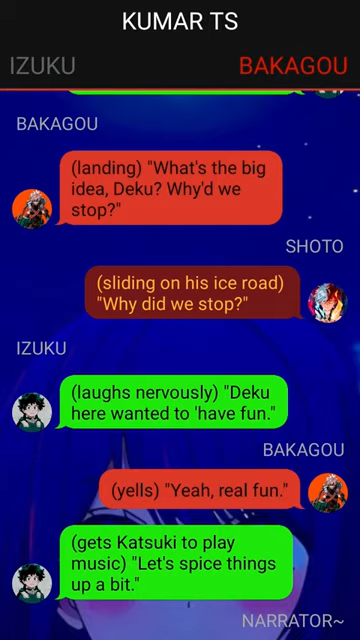 KUMAR TS
IZUKU
BAKAGOU
BAKAGOU
(landing) "What's the big
idea, Deku? Why'd we
stop?"
SHOTO
(sliding on his ice road)
"Why did we stop?"
IZUKU
(laughs nervously) "Deku
here wanted to 'have fun."
BAKAGOU
(yells) "Yeah, real fun."
(gets Katsuki to play
music) "Let's spice things
up a bit."
NARRATOR~